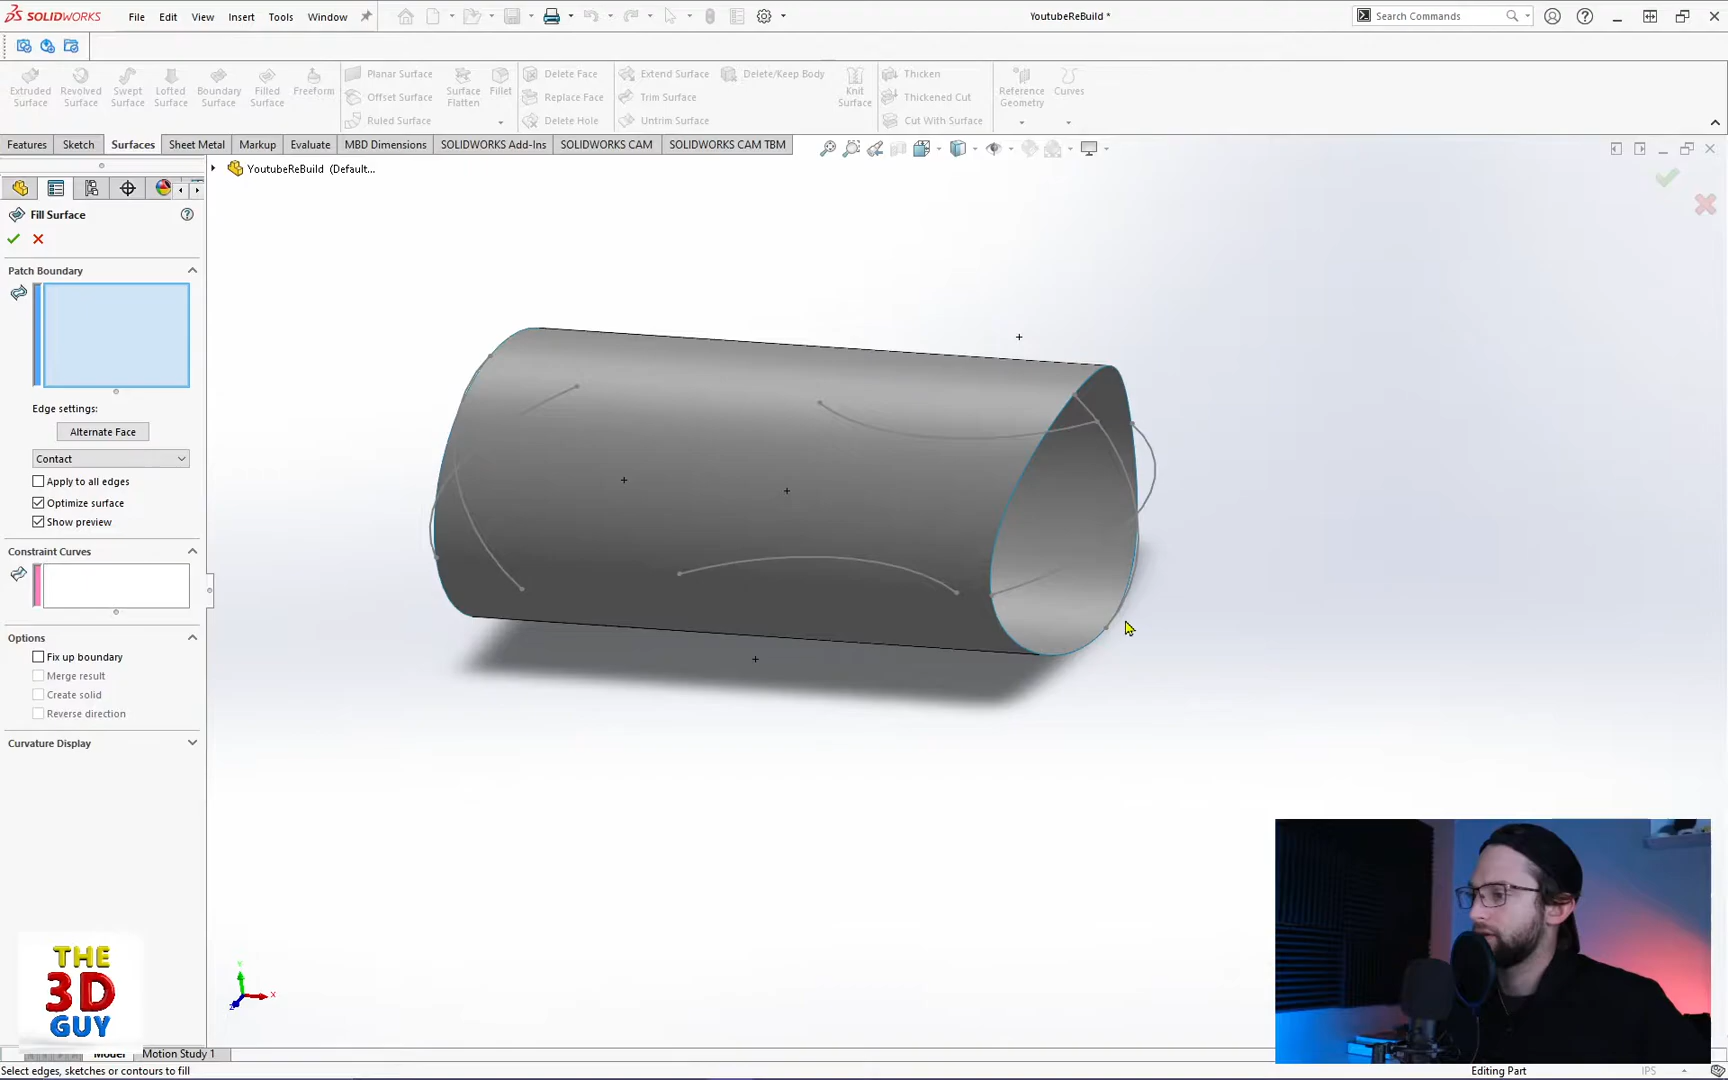 SOLIDWORKS File Edit View Insert Tools Window YoutubeReBuild * Search Commands
Extruded Surface Revolved Surface Swept Surface Lofted Surface Boundary Surface Filled Surface Freeform
Planar Surface
Offset Surface
Ruled Surface
Surface Flatten Fillet
Delete Face
Replace Face
Delete Hole
Extend Surface
Trim Surface
Untrim Surface
Delete/Keep Body
Knit Surface
Thicken
Thickened Cut
Cut With Surface
Reference Geometry Curves
Features Sketch Surfaces Sheet Metal Markup Evaluate MBD Dimensions SOLIDWORKS Add-Ins SOLIDWORKS CAM SOLIDWORKS CAM TBM
YoutubeReBuild (Default...
Fill Surface
Patch Boundary
Edge settings:
Alternate Face
Contact
Apply to all edges
Optimize surface
Show preview
Constraint Curves
Options
Fix up boundary
Merge result
Create solid
Reverse direction
Curvature Display
THE
3D
GUY
Y
X
Z
Model Motion Study 1
Select edges, sketches or contours to fill Editing Part IPS